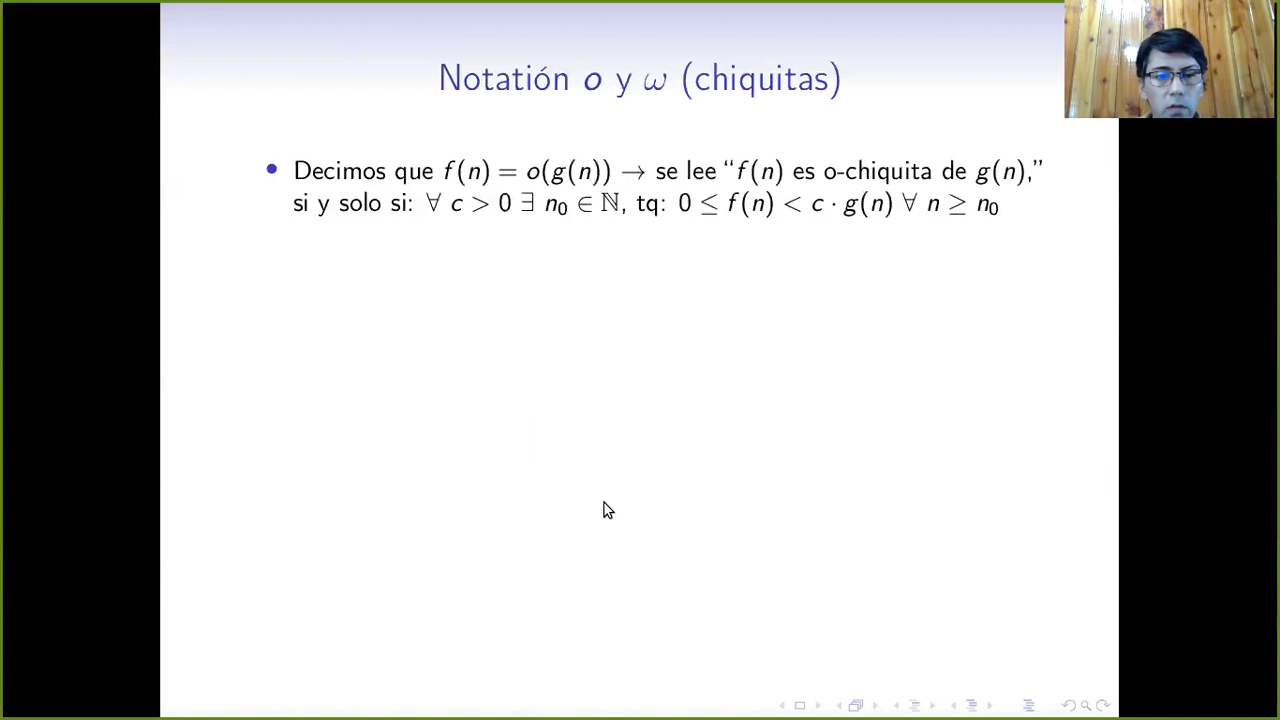 Notatión o y ω (chiquitas)
• Decimos que f(n) = o(g(n)) → se lee “f(n) es o-chiquita de g(n),”
si y solo si: ∀ c > 0 ∃ n₀ ∈ ℕ, tq: 0 ≤ f(n) < c · g(n) ∀ n ≥ n₀